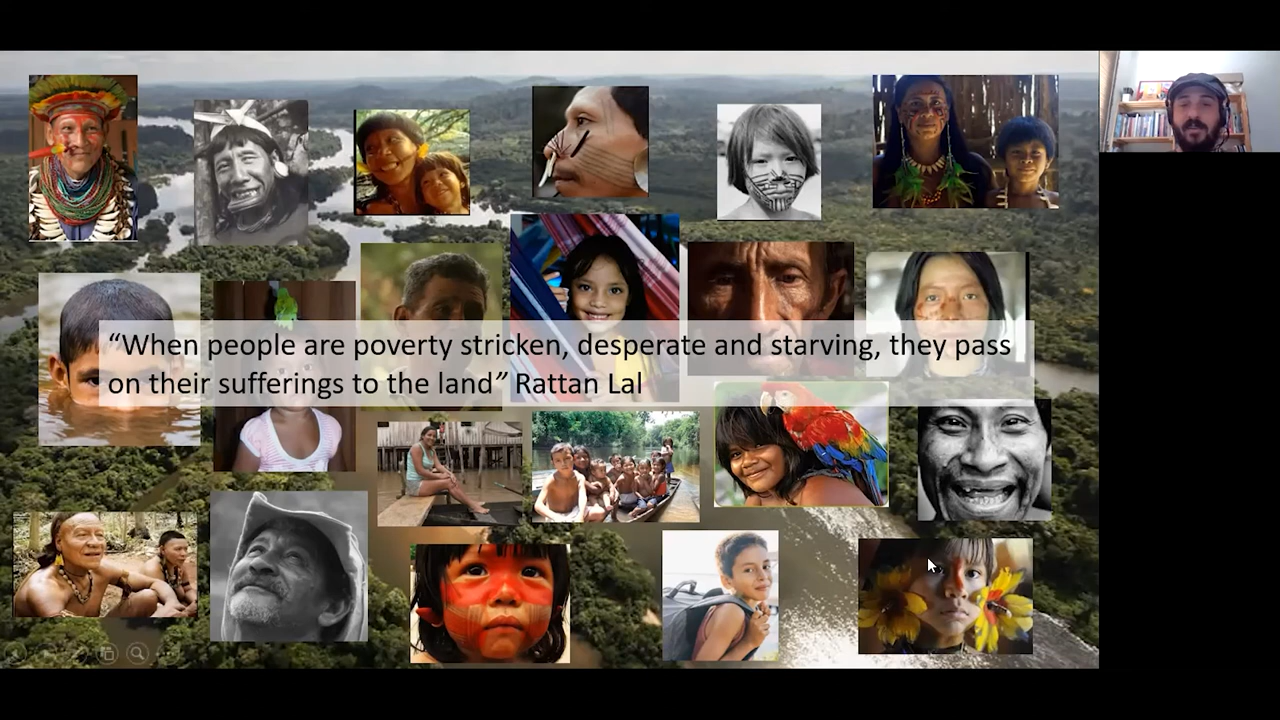 “When people are poverty stricken, desperate and starving, they pass
on their sufferings to the land” Rattan Lal